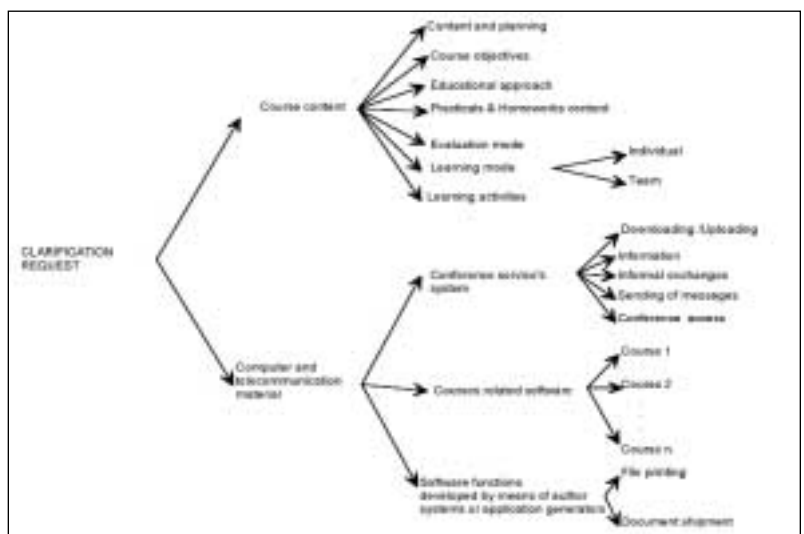 Content and planning
Course objectives
Educational approach
Course content
Practicals & Homeworks content
Evaluation mode
Learning mode
Individual
Team
Learning activities
Downloading /Uploading
CLARIFIGATION
REQUEST
Conference service's
system
Information
Informal exchanges
Sending of messages
Conference access
Computer and
telecommunication
material
Courses related software
Course 1
Course 2
Course n
Software functions
developed by means of author
systems or application generators
File printing
Document shipment